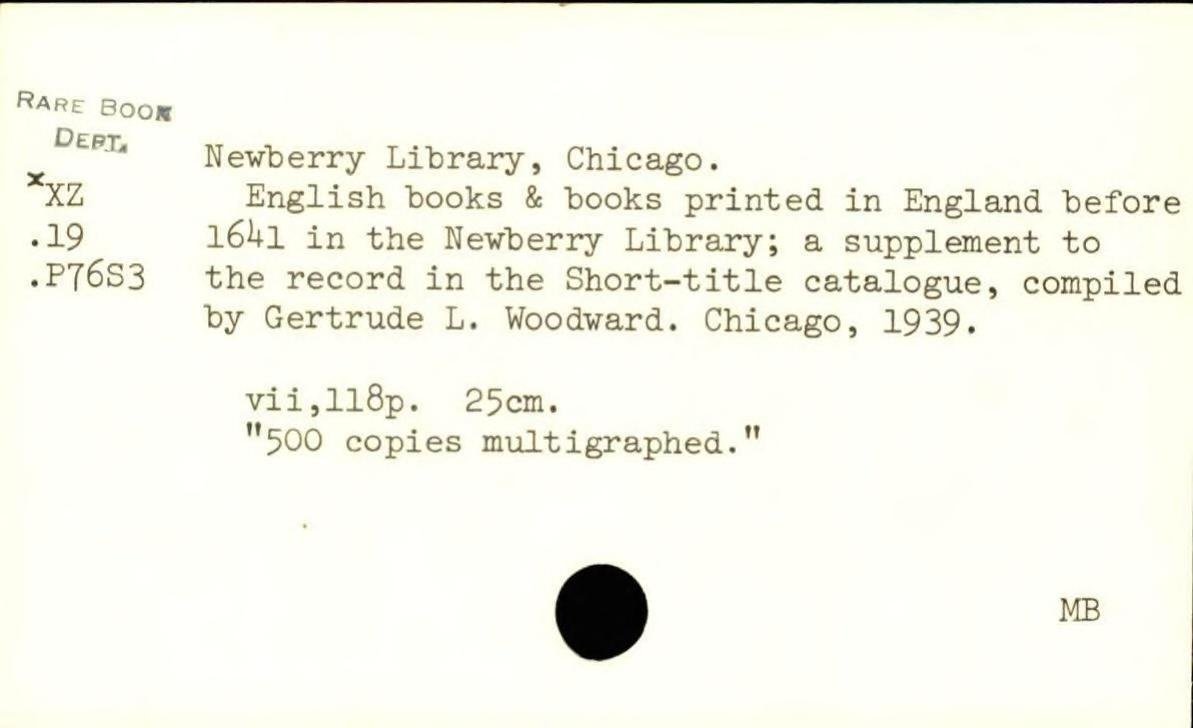 RARE BOOK
DEPT.
Newberry Library, Chicago.
xXZ English books & books printed in England before
.19 1641 in the Newberry Library; a supplement to
.P76S3 the record in the Short-title catalogue, compiled
by Gertrude L. Woodward. Chicago, 1939.
vii,118p. 25cm.
"500 copies multigraphed."
MB